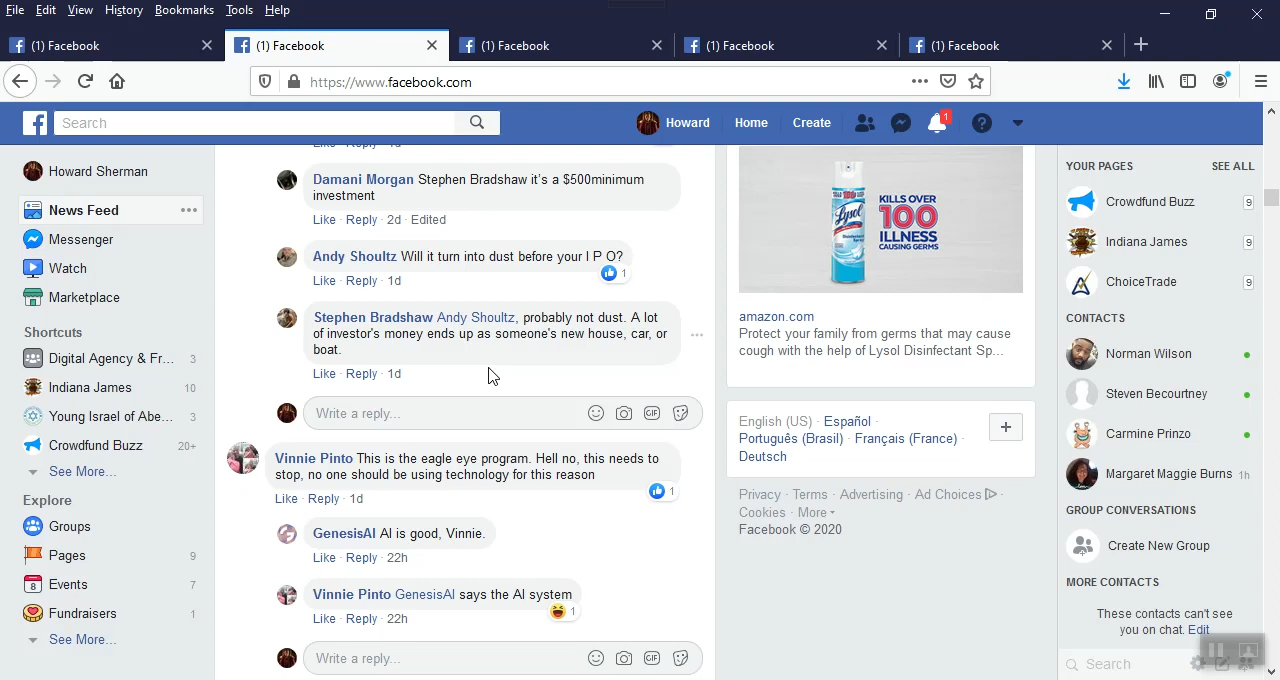 File Edit View History Bookmarks Tools Help
(1) Facebook (1) Facebook (1) Facebook (1) Facebook (1) Facebook
https://www.facebook.com
Search
Howard Home Create 1
Howard Sherman
News Feed
Messenger
Watch
Marketplace
Shortcuts
Digital Agency & Fr... 3
Indiana James 10
Young Israel of Abe... 3
Crowdfund Buzz 20+
See More...
Explore
Groups
Pages 9
Events 7
Fundraisers 1
See More...
Like · Reply · 1d
Damani Morgan Stephen Bradshaw it's a $500minimum
investment
Like · Reply · 2d · Edited
Andy Shoultz Will it turn into dust before your I P O?
1
Like · Reply · 1d
Stephen Bradshaw Andy Shoultz, probably not dust. A lot
of investor's money ends up as someone's new house, car, or
boat.
Like · Reply · 1d
Write a reply...
GIF
Vinnie Pinto This is the eagle eye program. Hell no, this needs to
stop, no one should be using technology for this reason
1
Like · Reply · 1d
GenesisAI AI is good, Vinnie.
Like · Reply · 22h
Vinnie Pinto GenesisAI says the AI system
1
Like · Reply · 22h
Write a reply...
GIF
Lysol
KILLS OVER
100
ILLNESS
CAUSING GERMS
amazon.com
Protect your family from germs that may cause
cough with the help of Lysol Disinfectant Sp...
English (US) · Español ·
Português (Brasil) · Français (France) ·
Deutsch
Privacy · Terms · Advertising · Ad Choices ·
Cookies · More
Facebook © 2020
YOUR PAGES SEE ALL
Crowdfund Buzz 9
Indiana James 9
ChoiceTrade 9
CONTACTS
Norman Wilson
Steven Becourtney
Carmine Prinzo
Margaret Maggie Burns 1h
GROUP CONVERSATIONS
Create New Group
MORE CONTACTS
These contacts can't see
you on chat. Edit
Search